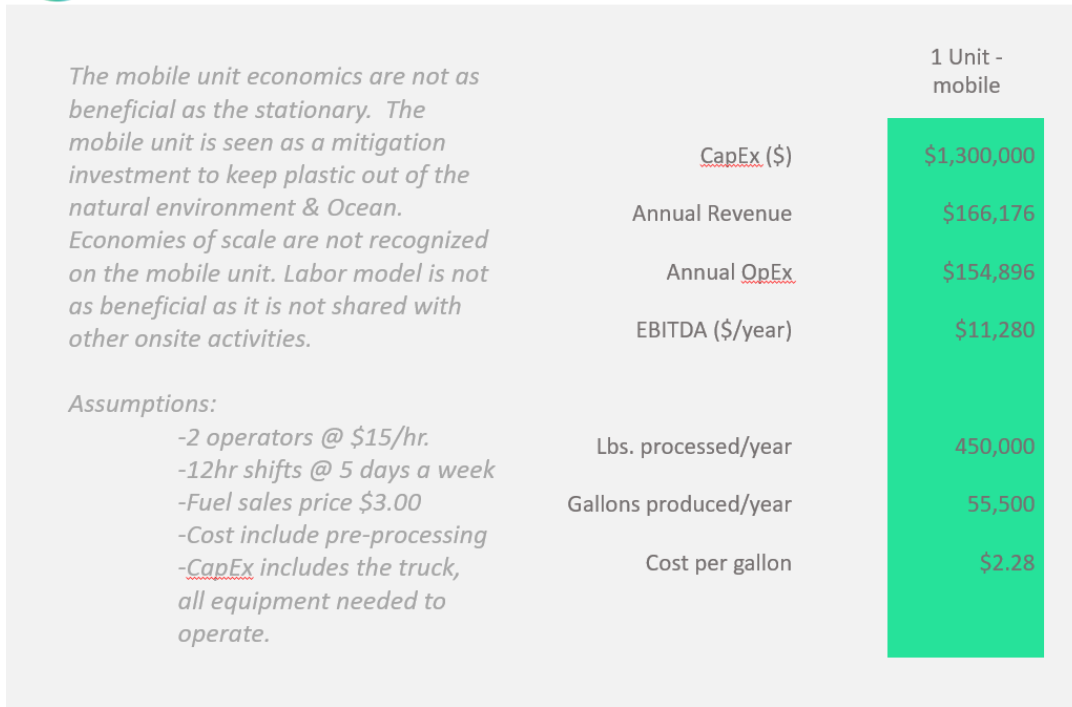 The mobile unit economics are not as
beneficial as the stationary. The
mobile unit is seen as a mitigation
investment to keep plastic out of the
natural environment & Ocean.
Economies of scale are not recognized
on the mobile unit. Labor model is not
as beneficial as it is not shared with
other onsite activities.
Assumptions:
-2 operators @ $15/hr.
-12hr shifts @ 5 days a week
-Fuel sales price $3.00
-Cost include pre-processing
-CapEx includes the truck,
all equipment needed to
operate.
1 Unit -
mobile
CapEx ($) $1,300,000
Annual Revenue $166,176
Annual OpEx $154,896
EBITDA ($/year) $11,280
Lbs. processed/year 450,000
Gallons produced/year 55,500
Cost per gallon $2.28